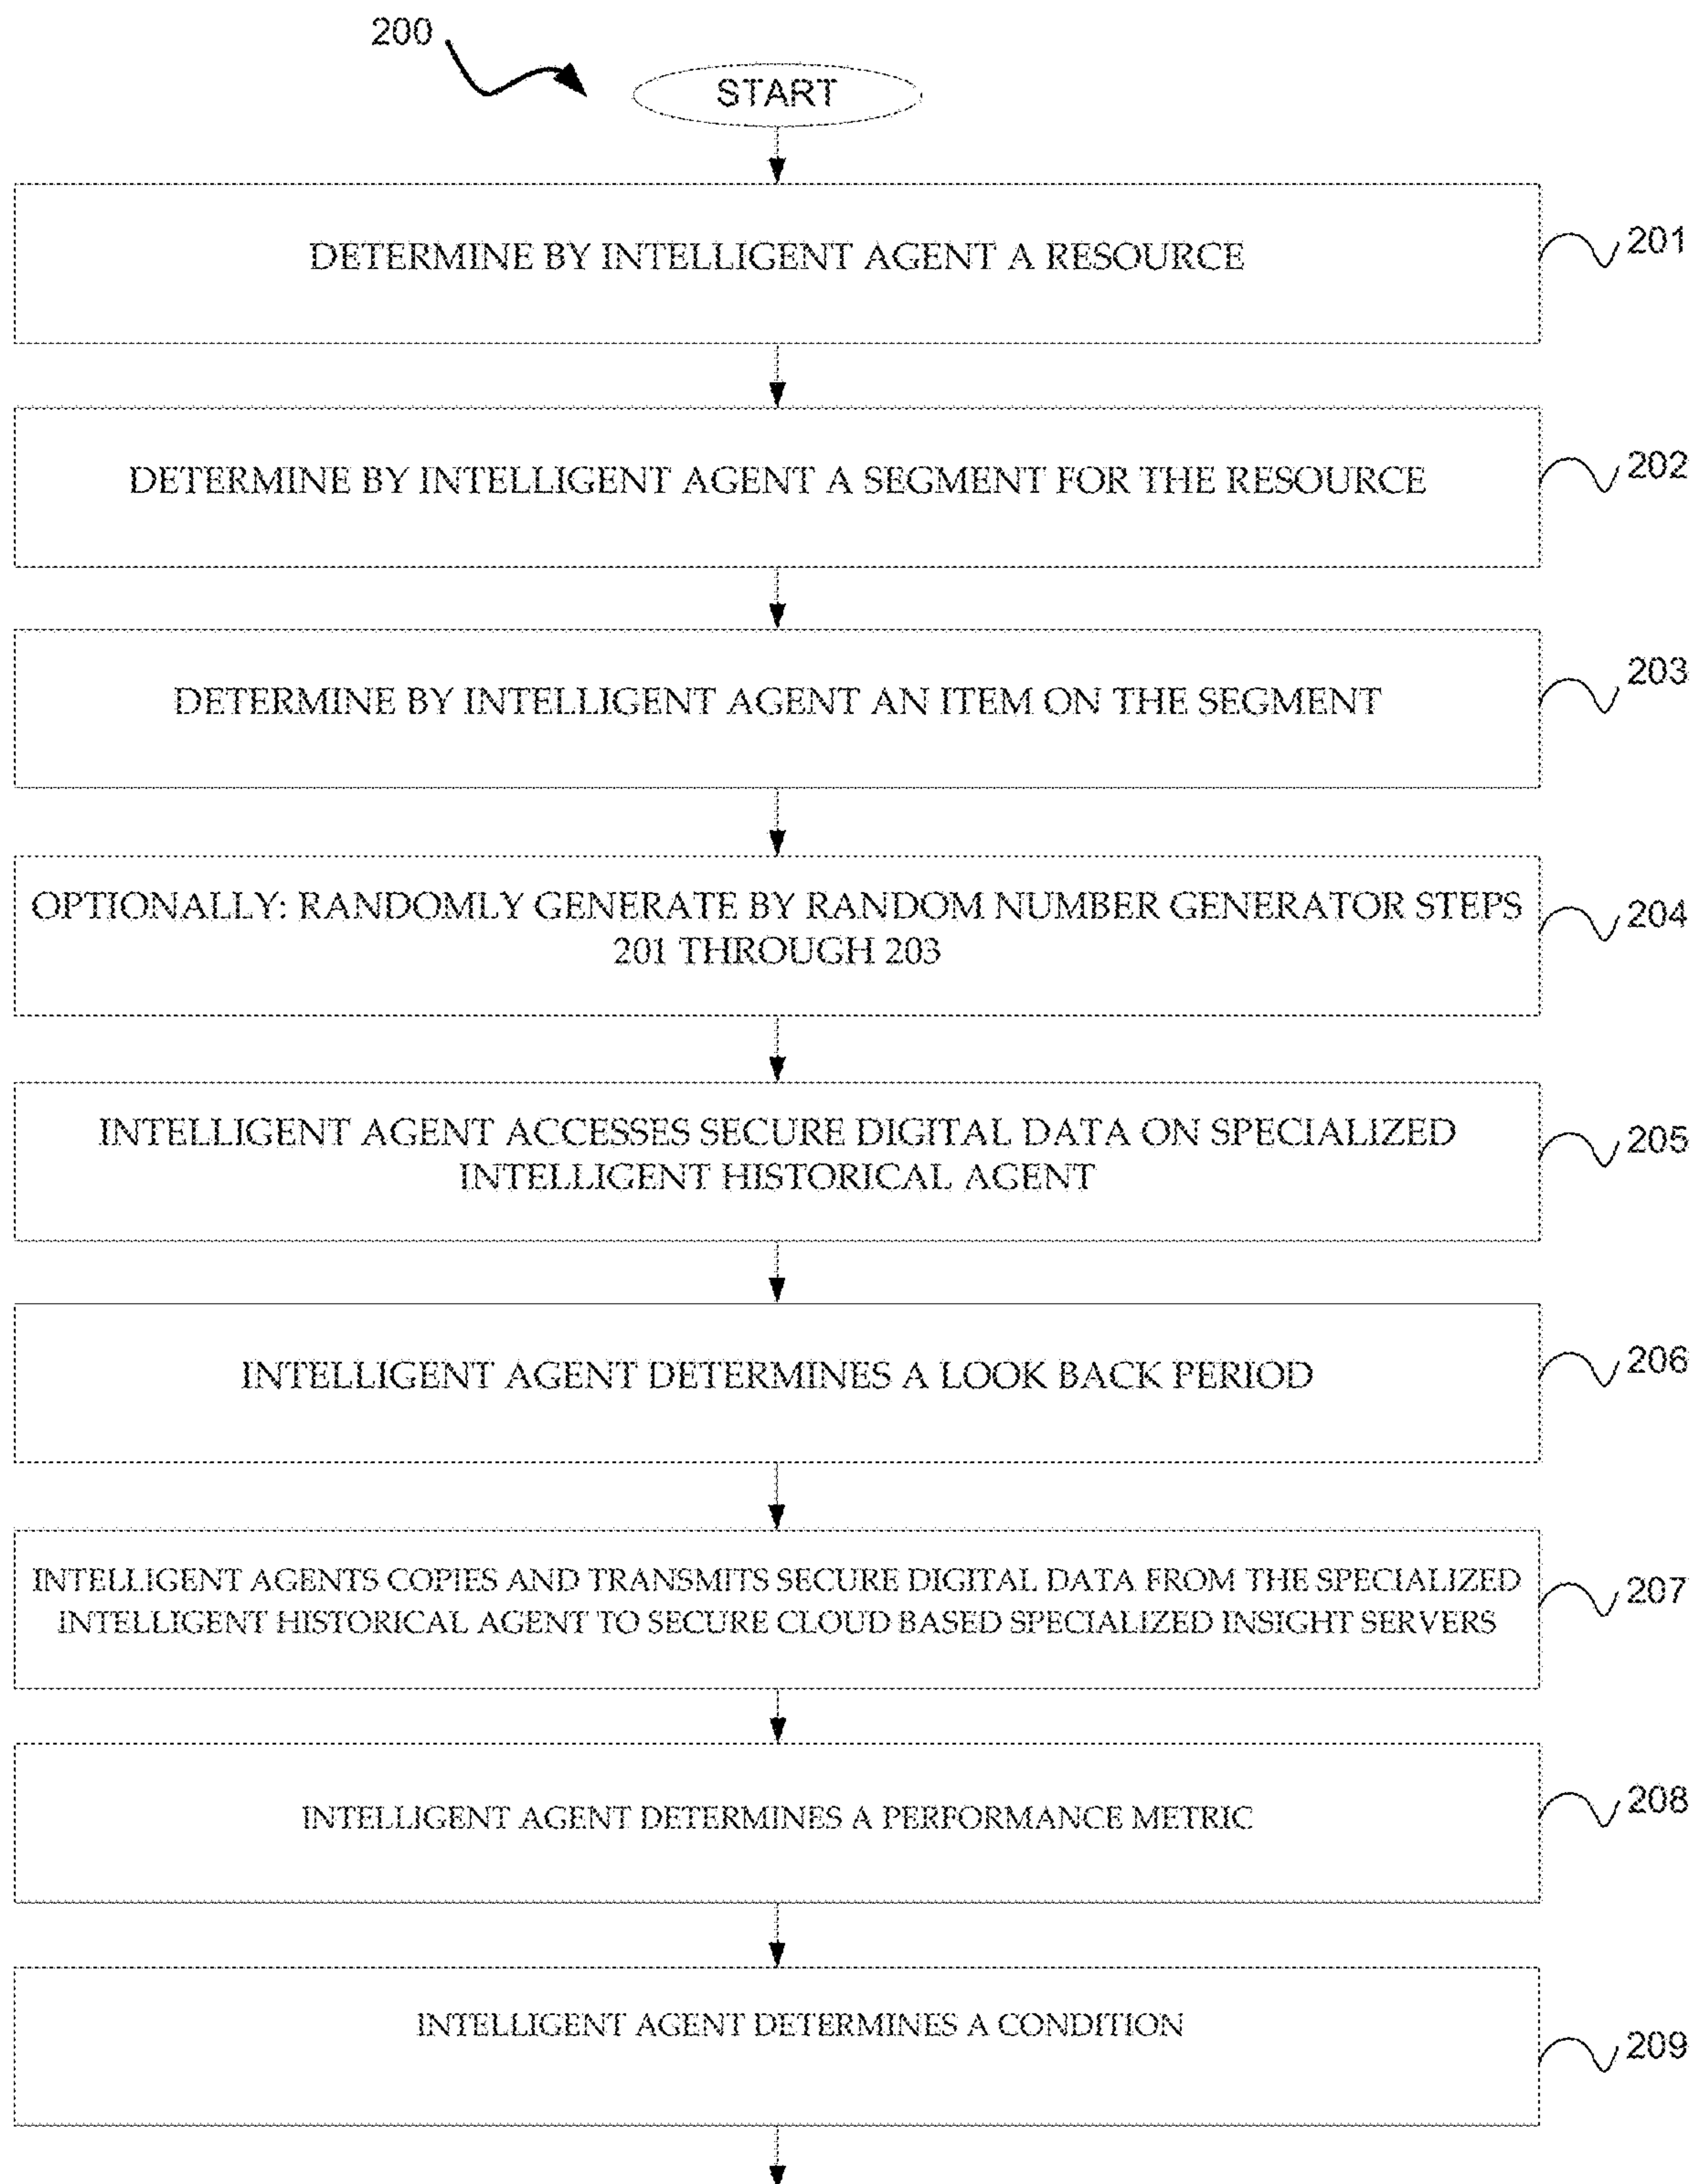 200
START
DETERMINE BY INTELLIGENT AGENT A RESOURCE
201
DETERMINE BY INTELLIGENT AGENT A SEGMENT FOR THE RESOURCE
202
DETERMINE BY INTELLIGENT AGENT AN ITEM ON THE SEGMENT
203
OPTIONALLY: RANDOMLY GENERATE BY RANDOM NUMBER GENERATOR STEPS
201 THROUGH 203
204
INTELLIGENT AGENT ACCESSES SECURE DIGITAL DATA ON SPECIALIZED
INTELLIGENT HISTORICAL AGENT
205
INTELLIGENT AGENT DETERMINES A LOOK BACK PERIOD
206
INTELLIGENT AGENTS COPIES AND TRANSMITS SECURE DIGITAL DATA FROM THE SPECIALIZED
INTELLIGENT HISTORICAL AGENT TO SECURE CLOUD BASED SPECIALIZED INSIGHT SERVERS
207
INTELLIGENT AGENT DETERMINES A PERFORMANCE METRIC
208
INTELLIGENT AGENT DETERMINES A CONDITION
209